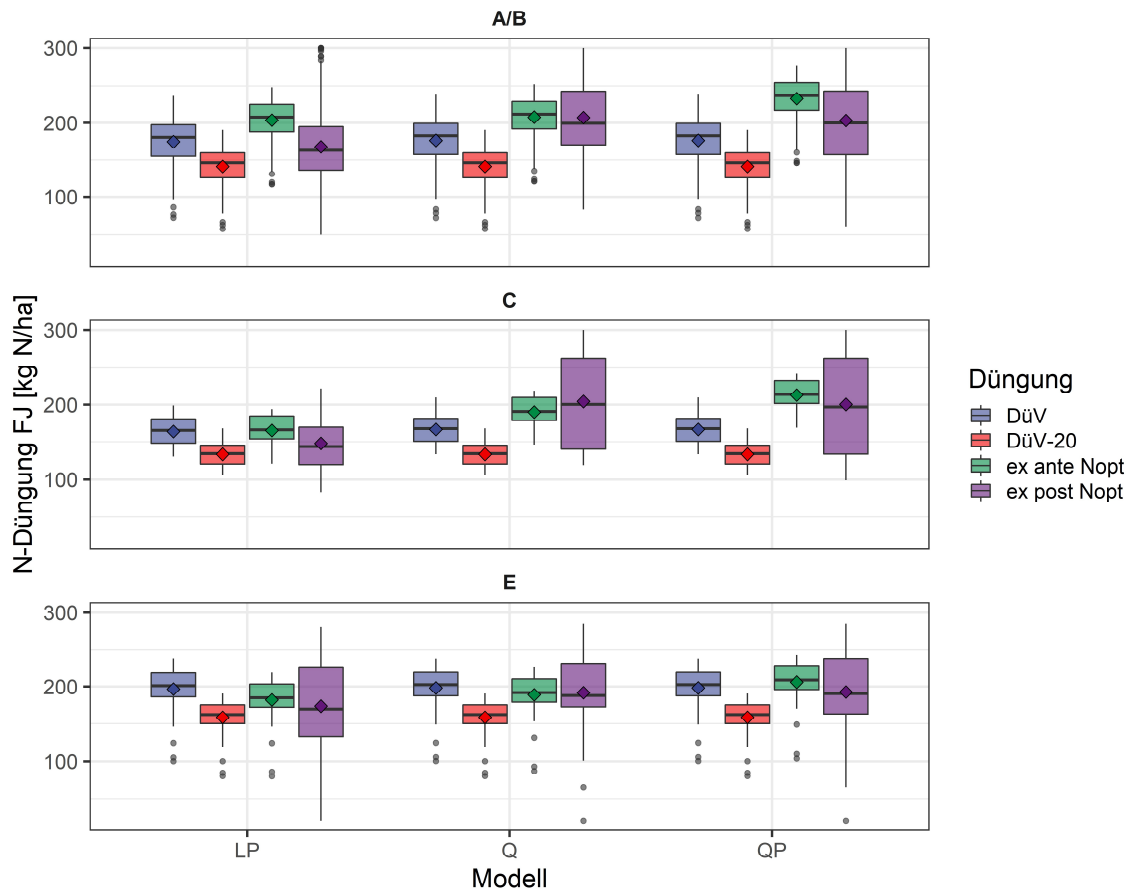 A/B
300
200
100
C
300
200
100
E
300
200
100
N-Düngung FJ [kg N/ha]
LP Q QP
Modell
Düngung
DüV
DüV-20
ex ante Nopt
ex post Nopt